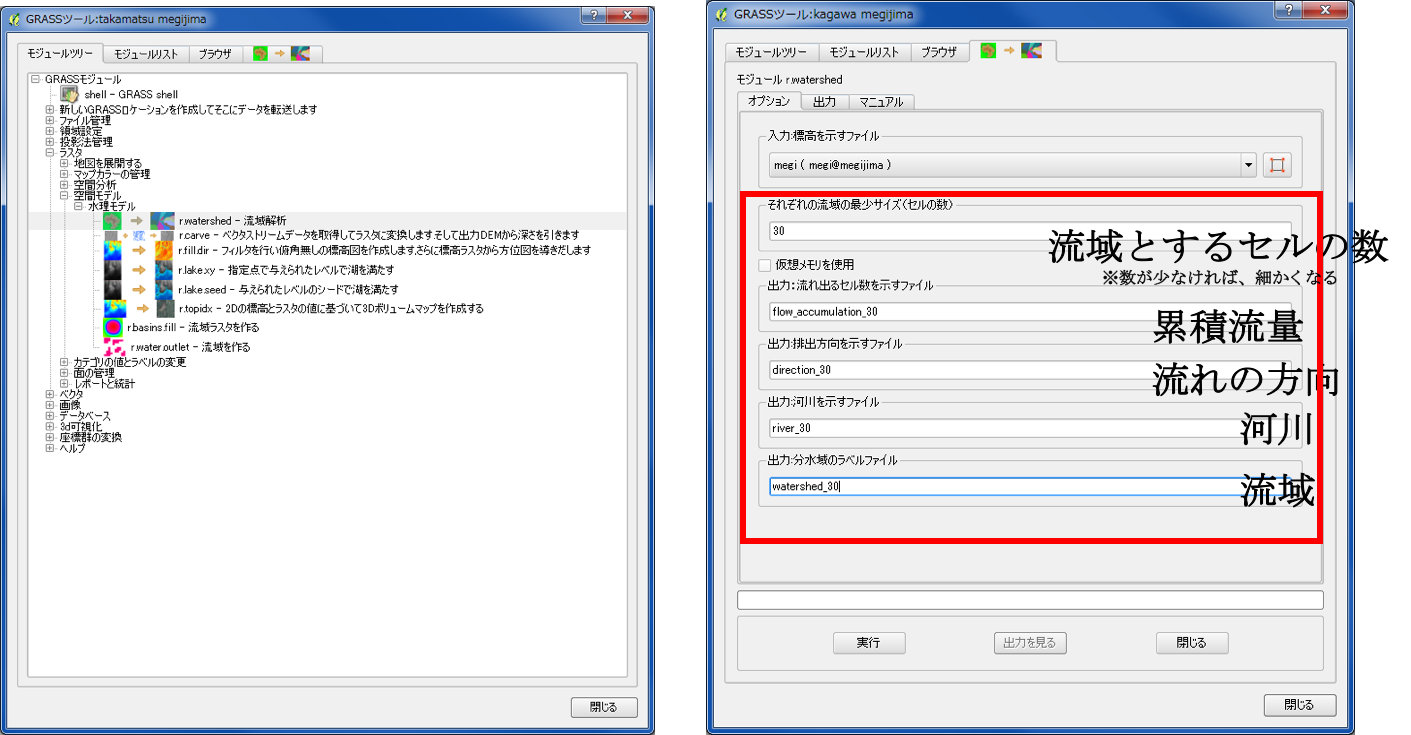 GRASSツール:takamatsu megijima
モジュールツリー
モジュールリスト
ブラウザ
GRASSモジュール
shell - GRASS shell
新しいGRASSロケーションを作成してそこにデータを転送します
ファイル管理
領域設定
投影法管理
ラスタ
地図を展開する
マップカラーの管理
空間分析
空間モデル
水理モデル
r.watershed - 流域解析
r.carve - ベクタストリームデータを取得してラスタに変換しますそして出力DEMから深さを引きます
r.fill.dir - フィルタを行い俯角無しの標高図を作成します.さらに標高ラスタから方位図を導きだします
r.lake.xy - 指定点で与えられたレベルで湖を満たす
r.lake.seed - 与えられたレベルのシードで湖を満たす
r.topidx - 2Dの標高とラスタの値に基づいて3Dボリュームマップを作成する
r.basins.fill - 流域ラスタを作る
r.water.outlet - 流域を作る
カテゴリの値とラベルの変更
面の管理
レポートと統計
ベクタ
画像
データベース
3d可視化
座標群の変換
ヘルプ
閉じる
GRASSツール:kagawa megijima
モジュールツリー
モジュールリスト
ブラウザ
モジュール r.watershed
オプション
出力
マニュアル
入力:標高を示すファイル
megi ( megi@megijima )
それぞれの流域の最少サイズ(セルの数)
30
流域とするセルの数
仮想メモリを使用
※数が少なければ、細かくなる
出力：流れ出るセル数を示すファイル
flow_accumulation_30
累積流量
出力:排出方向を示すファイル
direction_30
流れの方向
出力:河川を示すファイル
river_30
河川
出力:分水域のラベルファイル
watershed_30
流域
実行
出力を見る
閉じる
閉じる